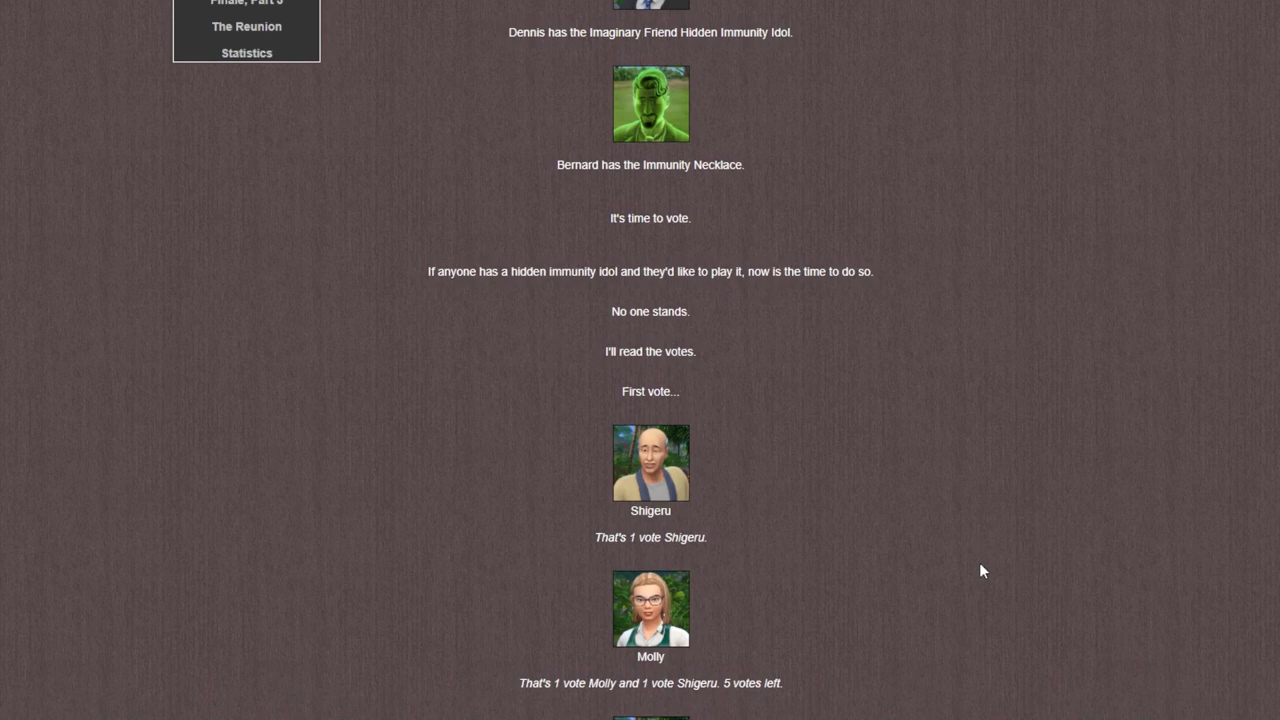 Finale, Part 3
The Reunion
Statistics
Dennis has the Imaginary Friend Hidden Immunity Idol.
Bernard has the Immunity Necklace.
It's time to vote.
If anyone has a hidden immunity idol and they'd like to play it, now is the time to do so.
No one stands.
I'll read the votes.
First vote...
Shigeru
That's 1 vote Shigeru.
Molly
That's 1 vote Molly and 1 vote Shigeru. 5 votes left.